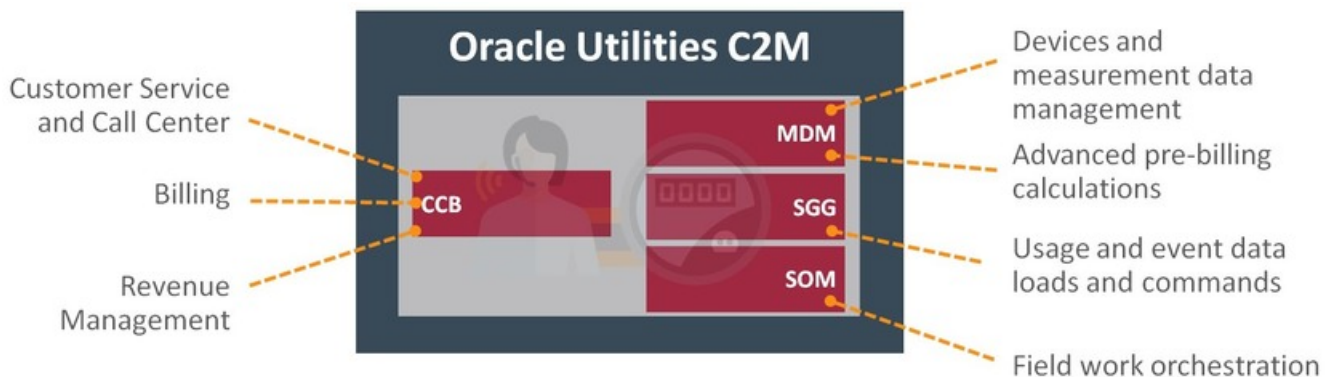 Oracle Utilities C2M
Customer Service
and Call Center
Billing
Revenue
Management
CCB
MDM
SGG
SOM
Devices and
measurement data
management
Advanced pre-billing
calculations
Usage and event data
loads and commands
Field work orchestration